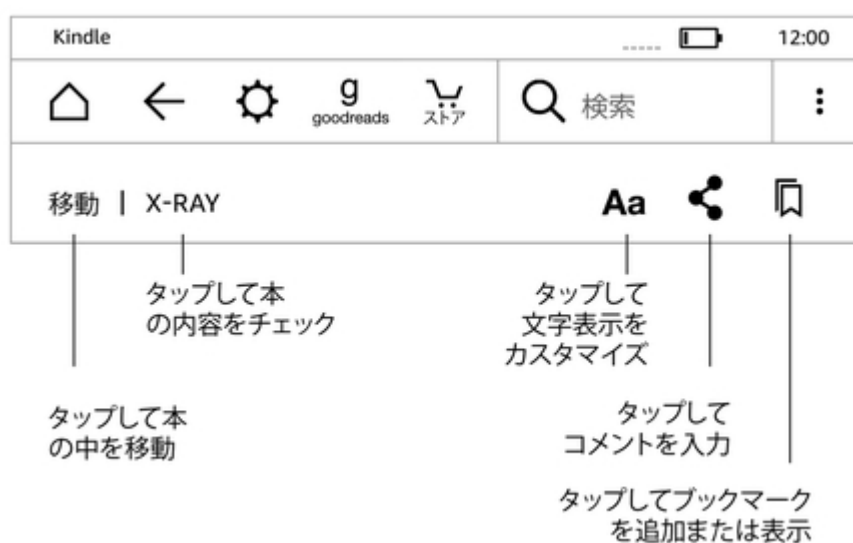 Kindle
12:00
g
goodreads
ストア
検索
移動 | X-RAY
Aa
タップして本
の内容をチェック
タップして
文字表示を
カスタマイズ
タップして本
の中を移動
タップして
コメントを入力
タップしてブックマーク
を追加または表示